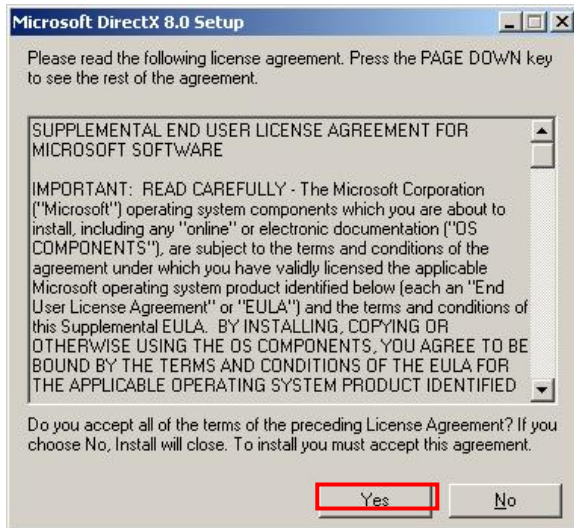 Microsoft DirectX 8.0 Setup
Please read the following license agreement. Press the PAGE DOWN key
to see the rest of the agreement.
SUPPLEMENTAL END USER LICENSE AGREEMENT FOR
MICROSOFT SOFTWARE
IMPORTANT:  READ CAREFULLY - The Microsoft Corporation
("Microsoft") operating system components which you are about to
install, including any "online" or electronic documentation ("OS
COMPONENTS"), are subject to the terms and conditions of the
agreement under which you have validly licensed the applicable
Microsoft operating system product identified below (each an "End
User License Agreement" or "EULA") and the terms and conditions of
this Supplemental EULA.  BY INSTALLING, COPYING OR
OTHERWISE USING THE OS COMPONENTS, YOU AGREE TO BE
BOUND BY THE TERMS AND CONDITIONS OF THE EULA FOR
THE APPLICABLE OPERATING SYSTEM PRODUCT IDENTIFIED
Do you accept all of the terms of the preceding License Agreement? If you
choose No, Install will close. To install you must accept this agreement.
Yes No